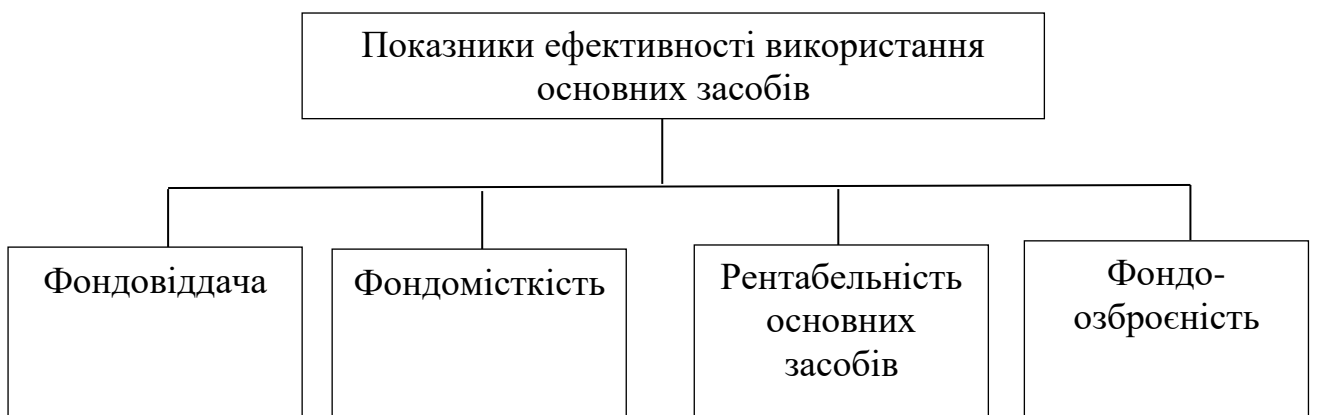 Показники ефективності використання
основних засобів
Фондовіддача
Фондомісткість
Рентабельність
основних
засобів
Фондо-
озброєність